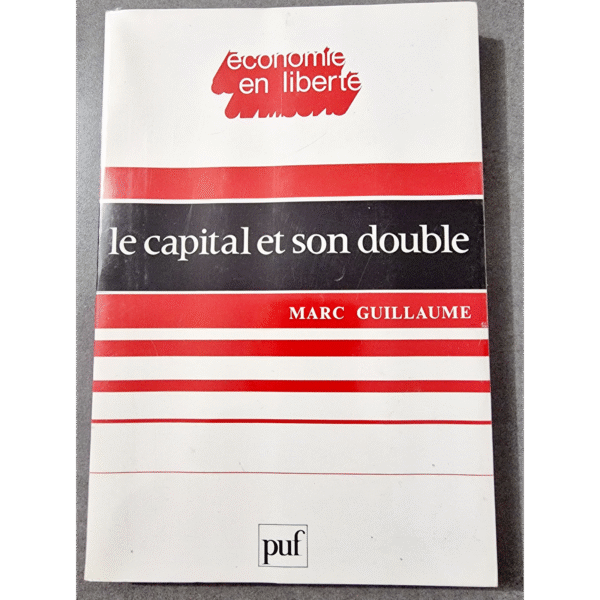 économie
en liberté
le capital et son double
MARC GUILLAUME
puf